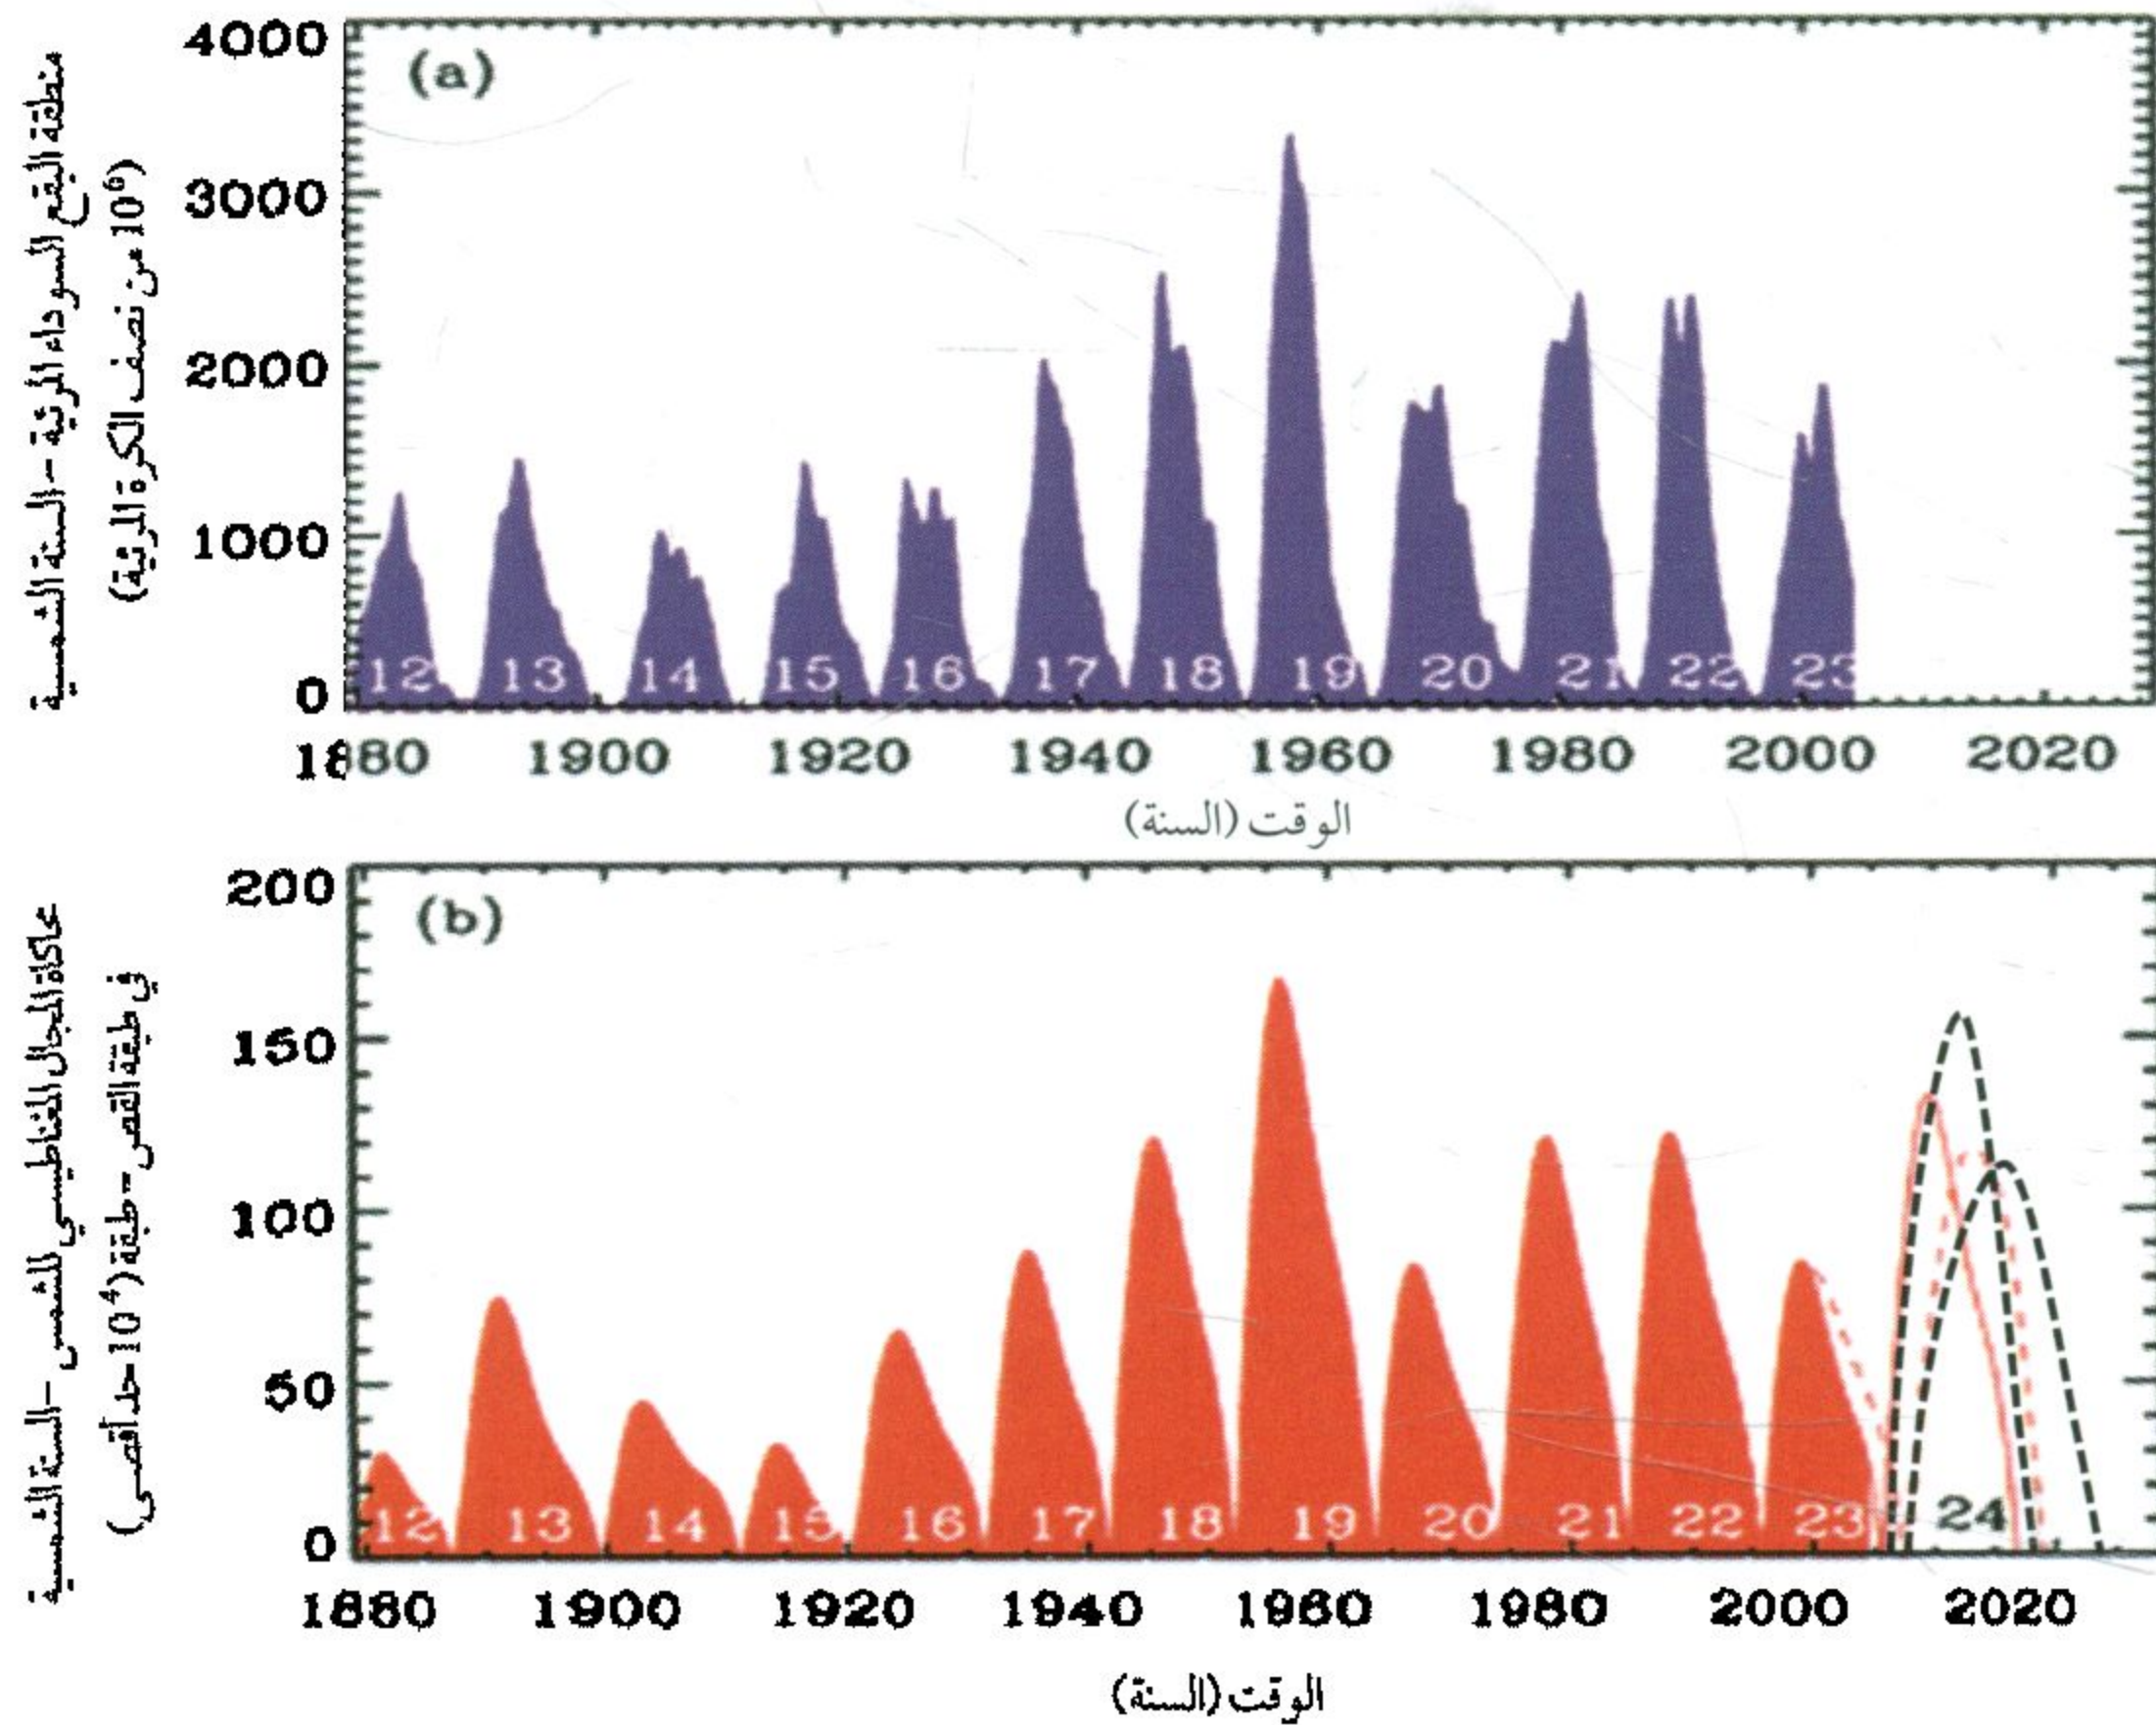 (a)
منطقة البقع السوداء المرئية - السنة الشمسية
(10⁶ من نصف الكرة المرئية)
4000
3000
2000
1000
0
12 13 14 15 16 17 18 19 20 21 22 23
1880 1900 1920 1940 1960 1980 2000 2020
الوقت (السنة)
(b)
محاكاة المجال المغناطيسي للشمس - السنة الشمسية
في طبقة القص - طبقة (10⁴ حد أقصى)
200
150
100
50
0
12 13 14 15 16 17 18 19 20 21 22 23 24
1880 1900 1920 1940 1960 1980 2000 2020
الوقت (السنة)